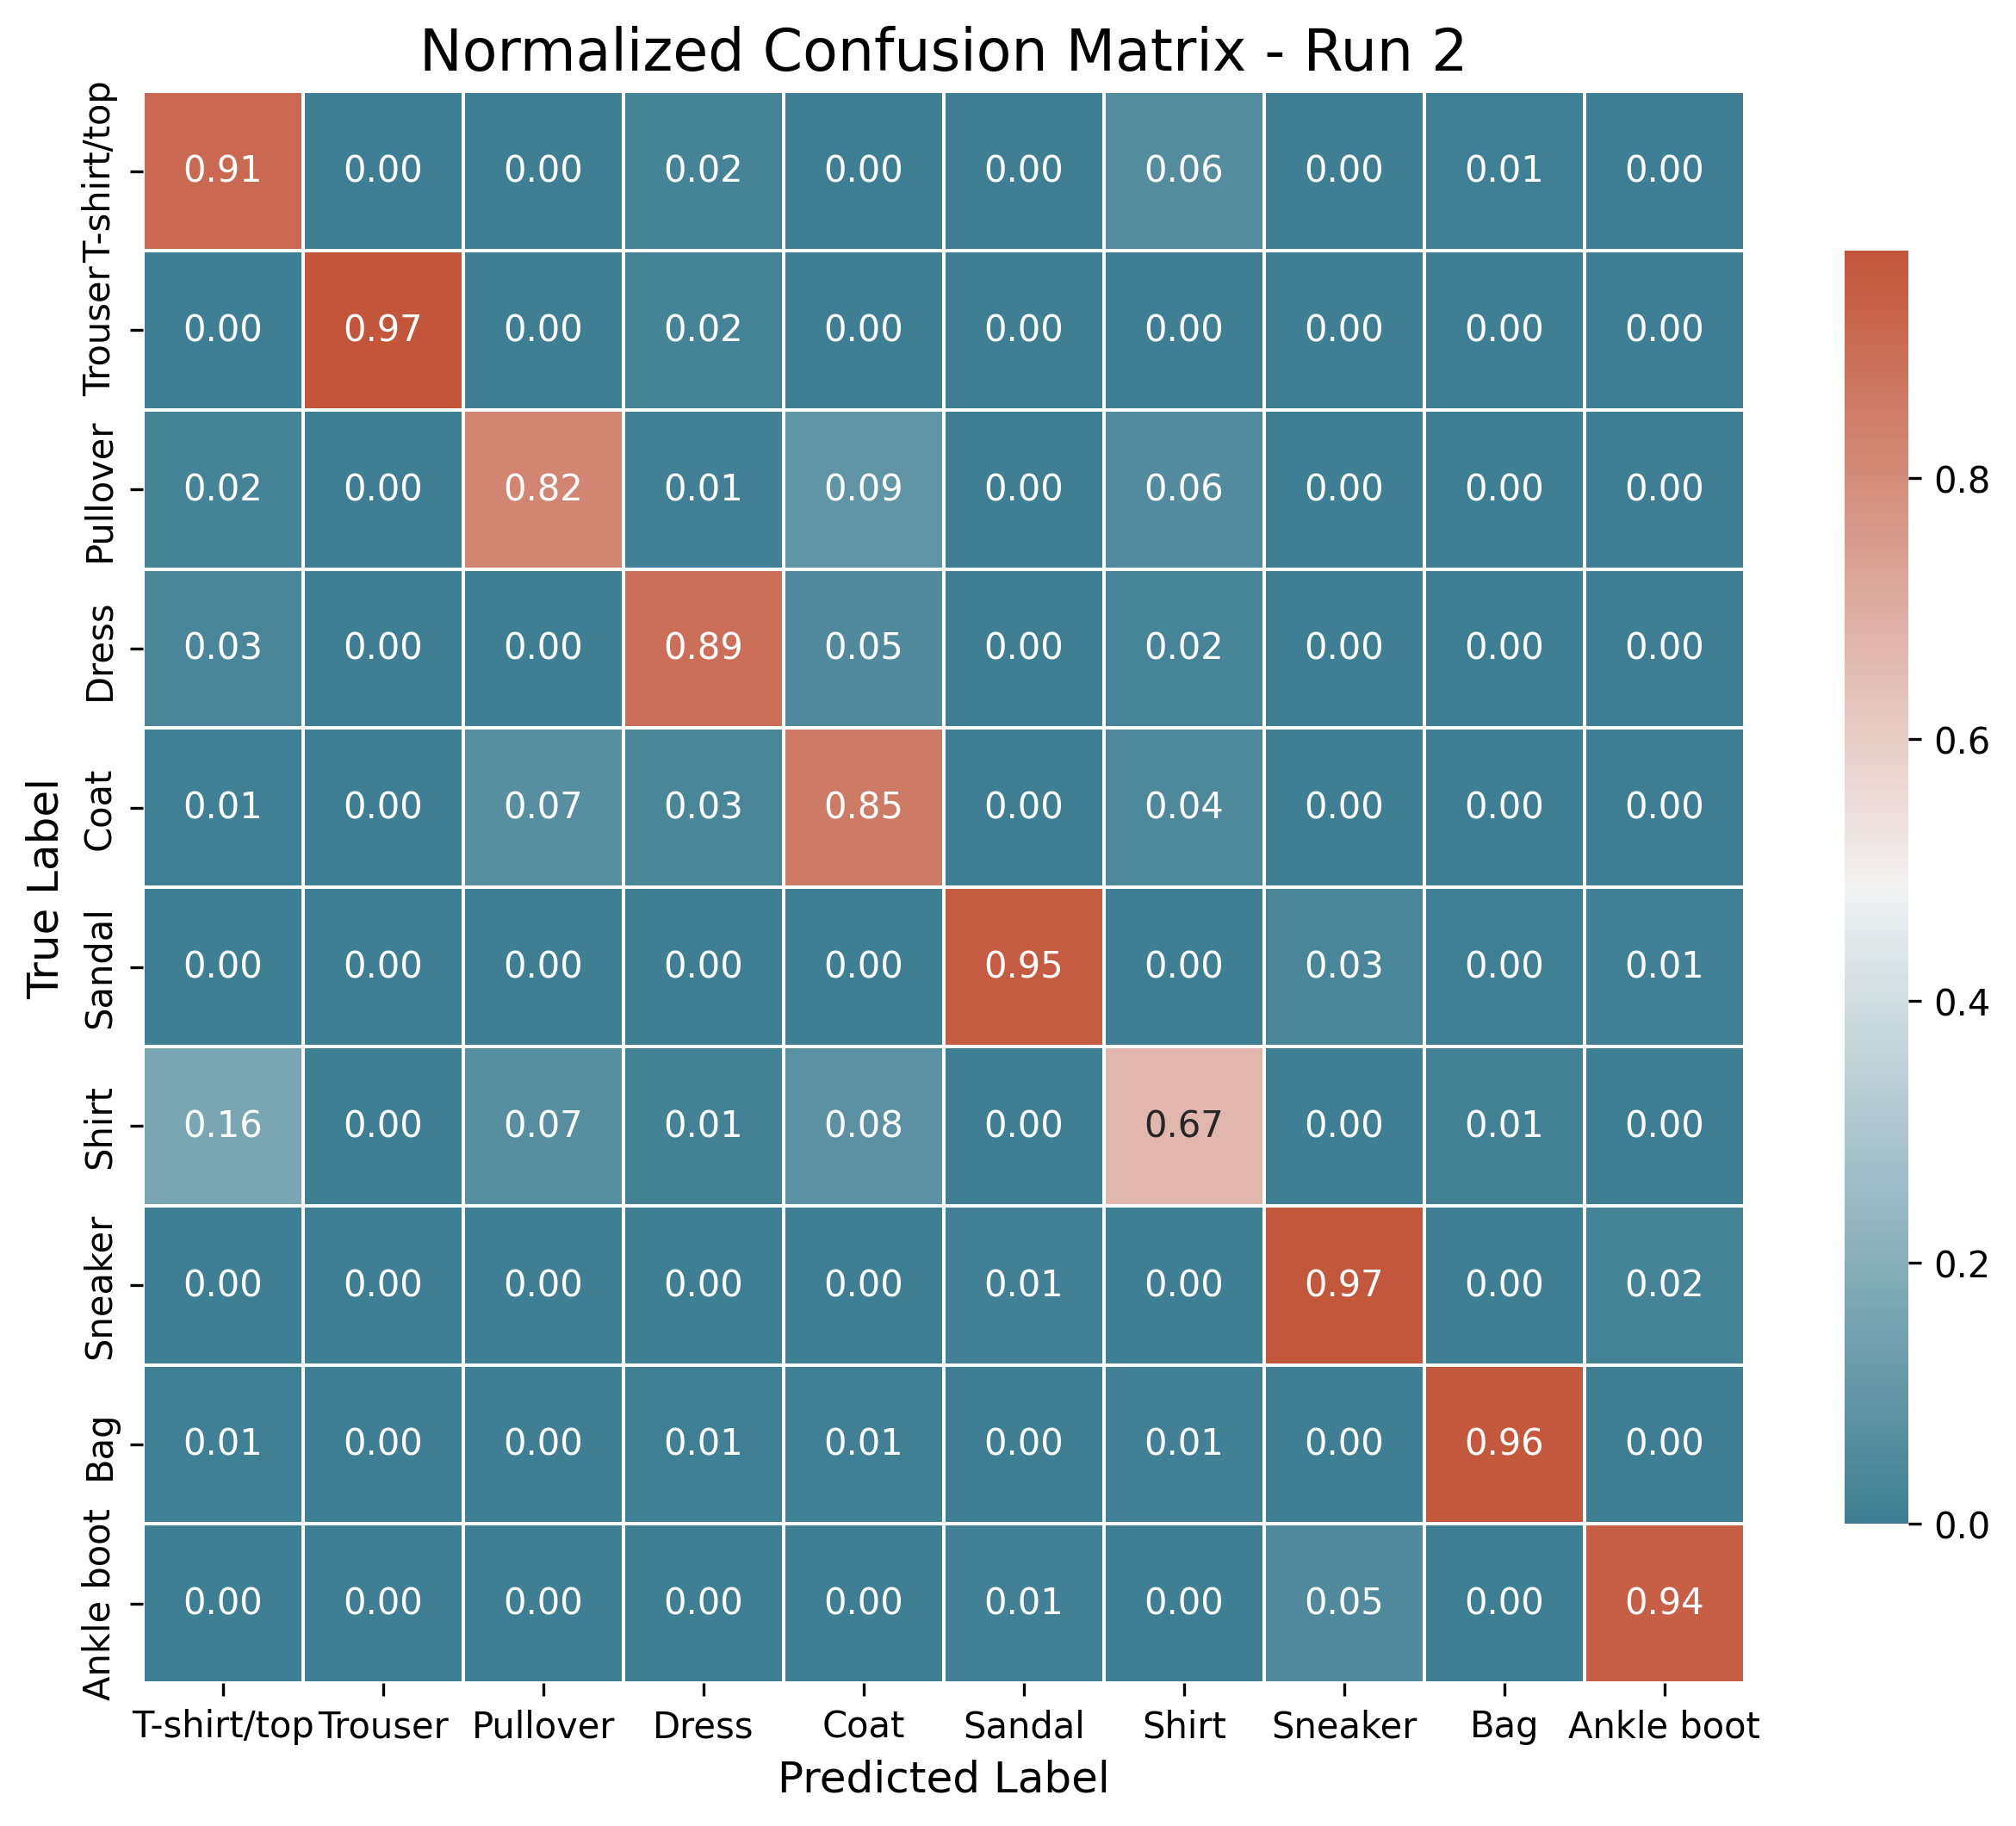 Normalized Confusion Matrix - Run 2
T-shirt/top 0.91 0.00 0.00 0.02 0.00 0.00 0.06 0.00 0.01 0.00
Trouser 0.00 0.97 0.00 0.02 0.00 0.00 0.00 0.00 0.00 0.00
Pullover 0.02 0.00 0.82 0.01 0.09 0.00 0.06 0.00 0.00 0.00
Dress 0.03 0.00 0.00 0.89 0.05 0.00 0.02 0.00 0.00 0.00
Coat 0.01 0.00 0.07 0.03 0.85 0.00 0.04 0.00 0.00 0.00
Sandal 0.00 0.00 0.00 0.00 0.00 0.95 0.00 0.03 0.00 0.01
Shirt 0.16 0.00 0.07 0.01 0.08 0.00 0.67 0.00 0.01 0.00
Sneaker 0.00 0.00 0.00 0.00 0.00 0.01 0.00 0.97 0.00 0.02
Bag 0.01 0.00 0.00 0.01 0.01 0.00 0.01 0.00 0.96 0.00
Ankle boot 0.00 0.00 0.00 0.00 0.00 0.01 0.00 0.05 0.00 0.94
T-shirt/top Trouser Pullover Dress Coat Sandal Shirt Sneaker Bag Ankle boot
Predicted Label
True Label
0.8
0.6
0.4
0.2
0.0